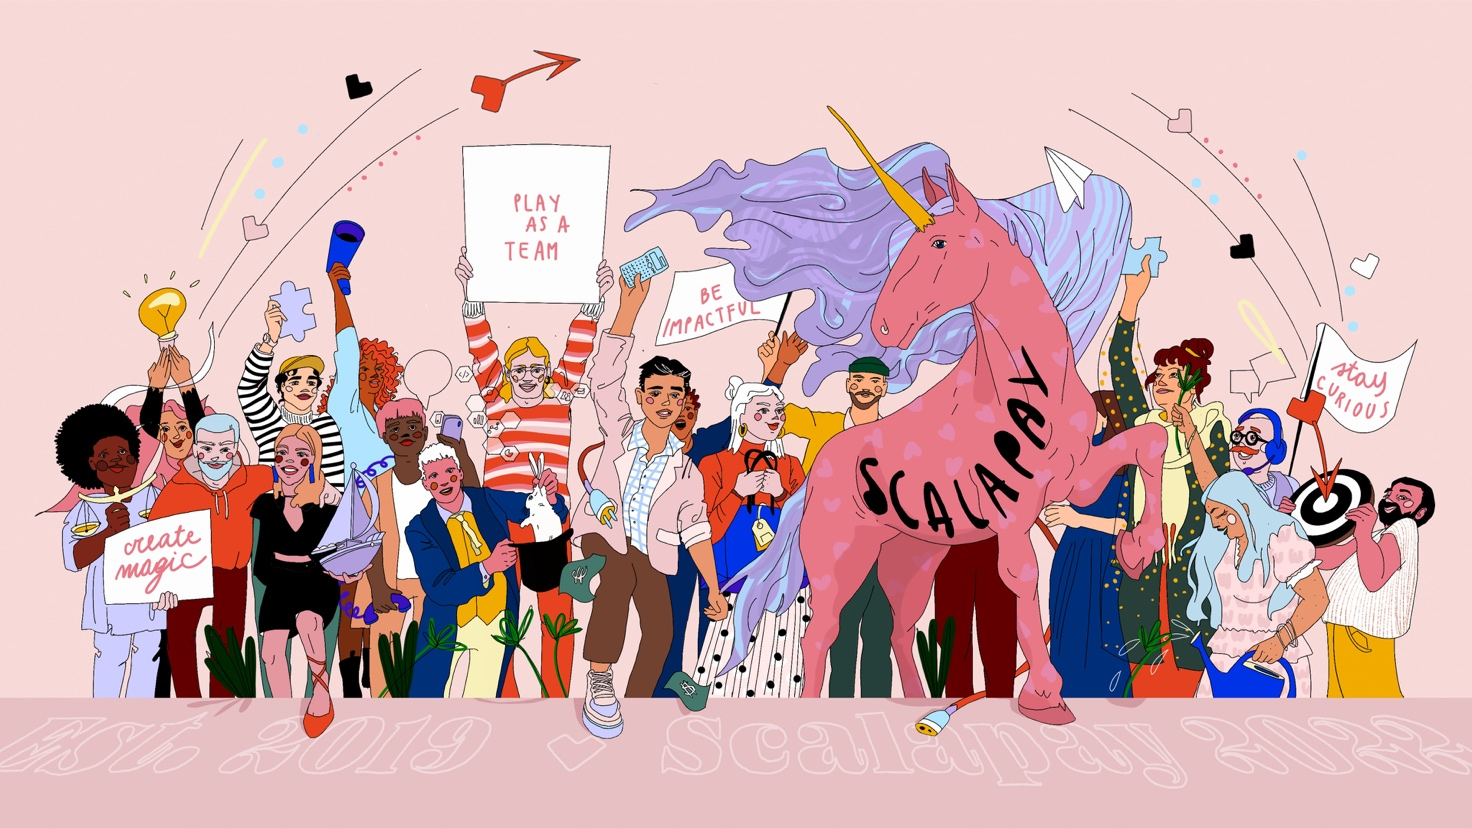 PLAY
AS A
TEAM
BE
IMPACTFUL
stay
CURIOUS
SCALAPAY
create
magic
EST. 2019 Scalapay 2022